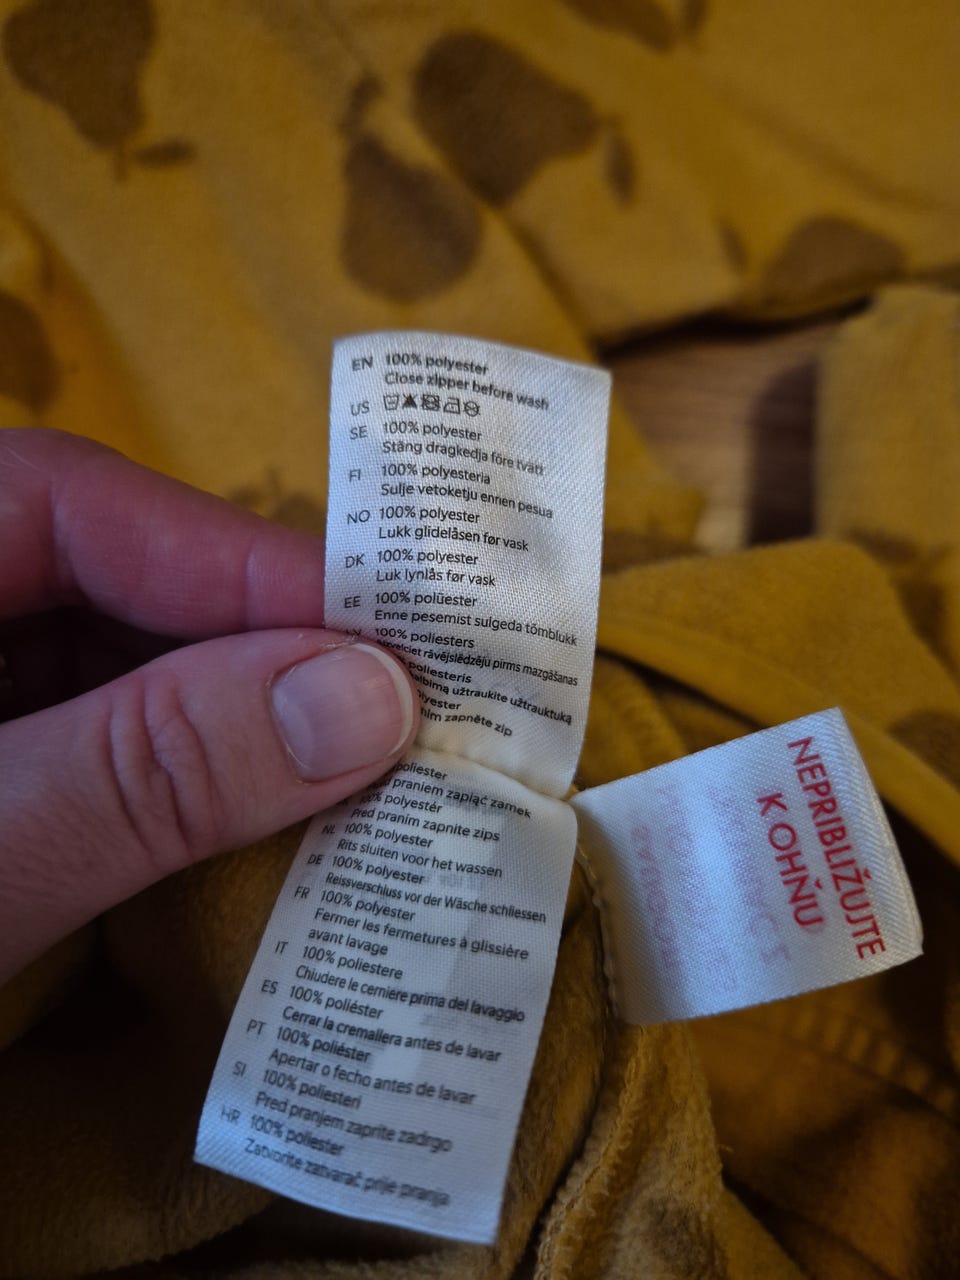 EN 100% polyester
Close zipper before wash
US
SE 100% polyester
Stäng dragkedja före tvätt
FI 100% polyesteria
Sulje vetoketju ennen pesua
NO 100% polyester
Lukk glidelåsen før vask
DK 100% polyester
Luk lynlås før vask
EE 100% polüester
Enne pesemist sulgeda tõmblukk
100% poliesters
rāvējslēdzēju pirms mazgāšanas
poliesteris
užtraukite užtrauktuką
zapněte zip
poliester
praniem zapiąć zamek
100% polyestér
Pred praním zapnite zips
NL 100% polyester
Rits sluiten voor het wassen
DE 100% polyester
Reissverschluss vor der Wäsche schliessen
FR 100% polyester
Fermer les fermetures à glissière
avant lavage
IT 100% poliestere
Chiudere le cerniere prima del lavaggio
ES 100% poliéster
Cerrar la cremallera antes de lavar
PT 100% poliéster
Apertar o fecho antes de lavar
SI 100% poliesteri
Pred pranjem zaprite zadrgo
HR 100% poliester
Zatvorite zatvarač prije pranja
NEPRIBLIŽUJTE
K OHŇU